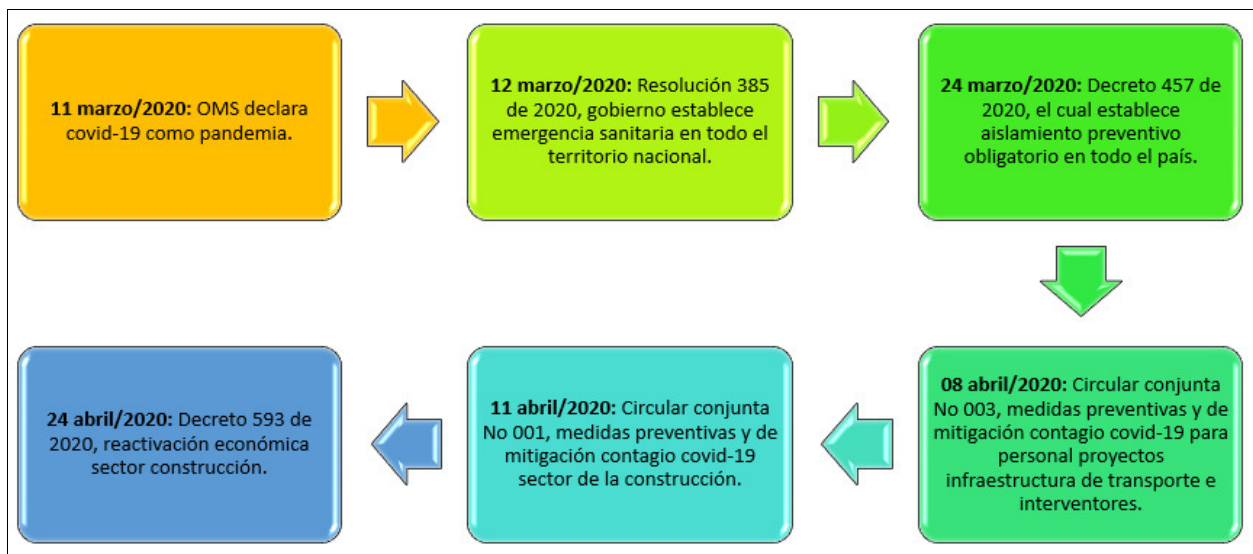 11 marzo/2020: OMS declara
covid-19 como pandemia.
12 marzo/2020: Resolución 385
de 2020, gobierno establece
emergencia sanitaria en todo el
territorio nacional.
24 marzo/2020: Decreto 457 de
2020, el cual establece
aislamiento preventivo
obligatorio en todo el país.
08 abril/2020: Circular conjunta
No 003, medidas preventivas y de
mitigación contagio covid-19 para
personal proyectos
infraestructura de transporte e
interventores.
11 abril/2020: Circular conjunta
No 001, medidas preventivas y de
mitigación contagio covid-19
sector de la construcción.
24 abril/2020: Decreto 593 de
2020, reactivación económica
sector construcción.